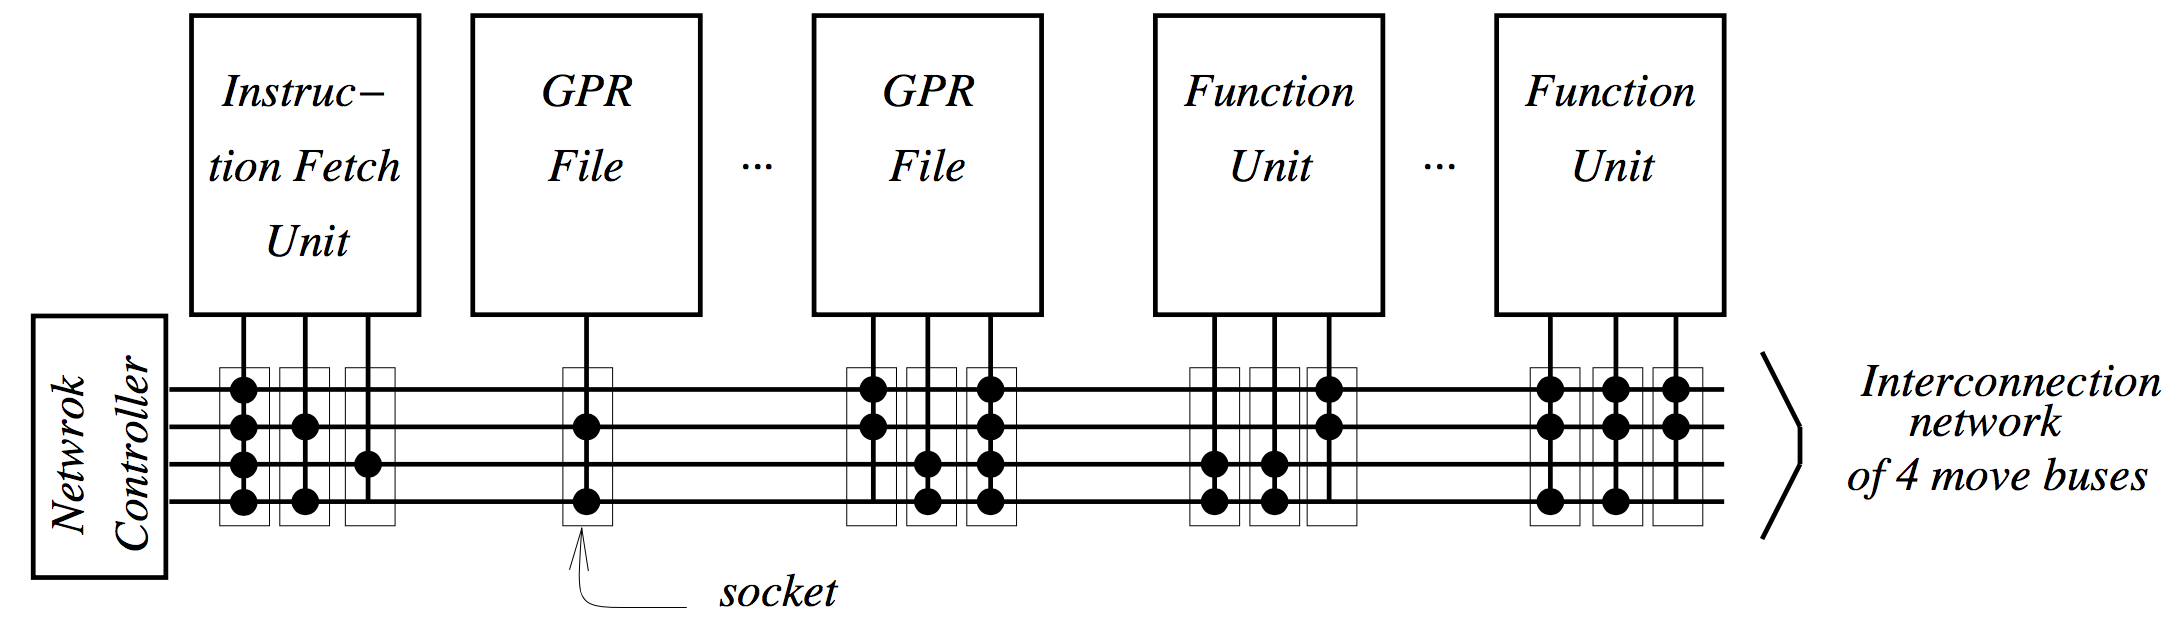 Instruc-
tion Fetch
Unit
GPR
File
...
GPR
File
Function
Unit
...
Function
Unit
Netwrok
Controller
Interconnection
network
of 4 move buses
socket